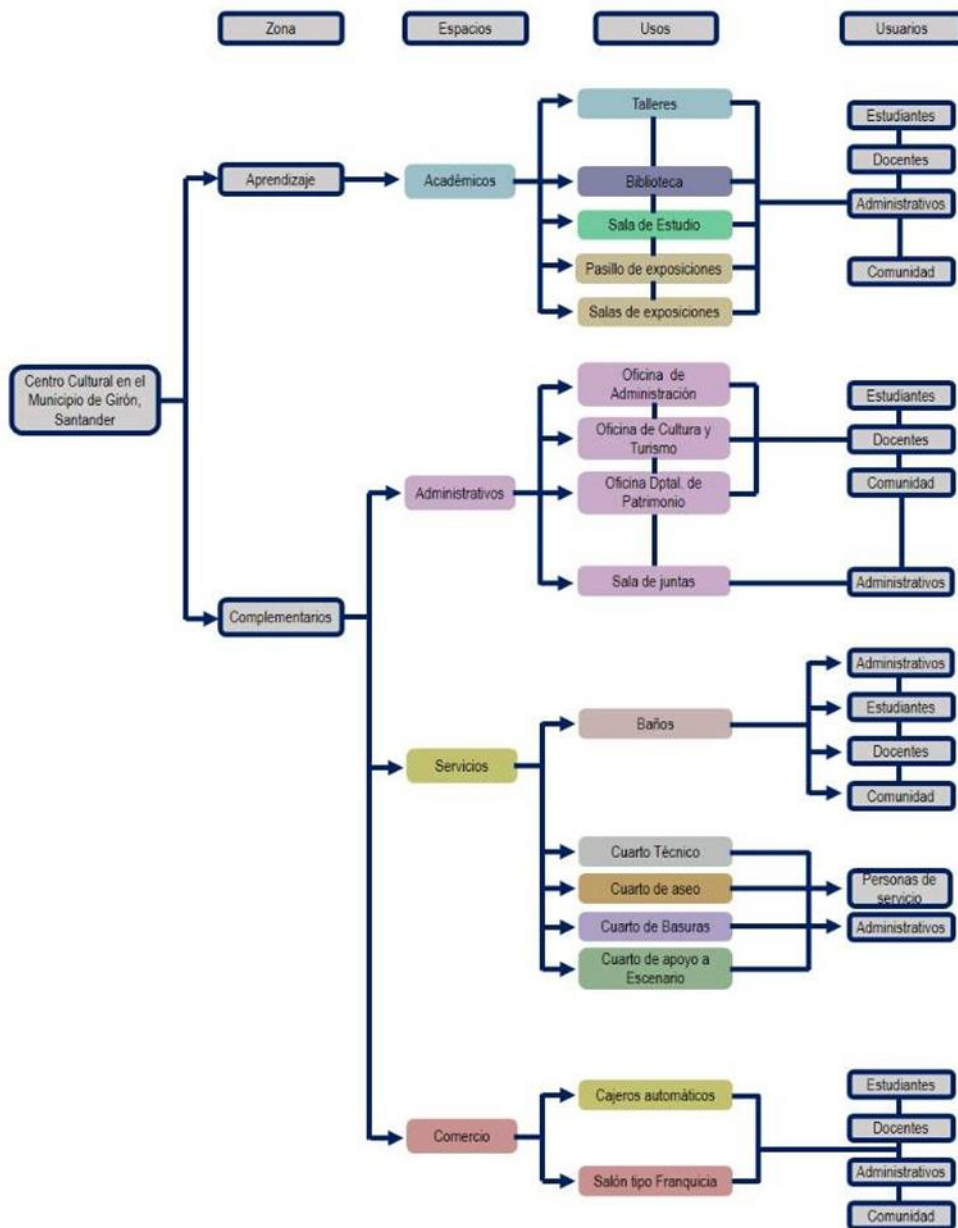 Zona
Espacios
Usos
Usuarios
Centro Cultural en el
Municipio de Girón,
Santander
Aprendizaje
Académicos
Talleres
Biblioteca
Sala de Estudio
Pasillo de exposiciones
Salas de exposiciones
Estudiantes
Docentes
Administrativos
Comunidad
Complementarios
Administrativos
Oficina de
Administración
Oficina de Cultura y
Turismo
Oficina Dptal. de
Patrimonio
Sala de juntas
Estudiantes
Docentes
Comunidad
Administrativos
Servicios
Baños
Administrativos
Estudiantes
Docentes
Comunidad
Cuarto Técnico
Cuarto de aseo
Cuarto de Basuras
Cuarto de apoyo a
Escenario
Personas de
servicio
Administrativos
Comercio
Cajeros automáticos
Salón tipo Franquicia
Estudiantes
Docentes
Administrativos
Comunidad